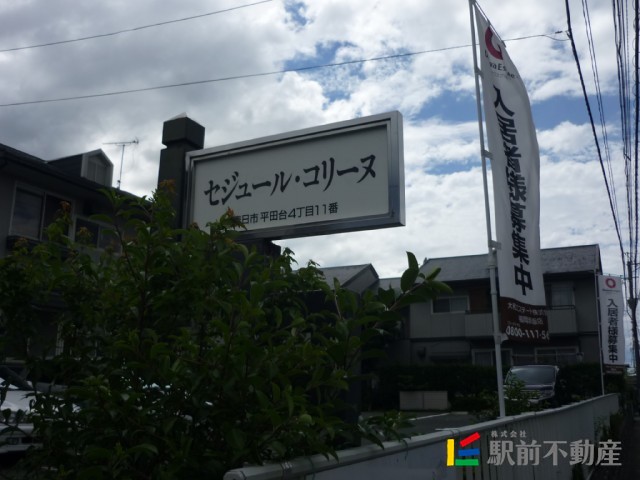 セジュール・コリーヌ
日市 平田台4丁目11番
入居者様募集中
0800-111-5
入居者様募集中
株式会社
駅前不動産